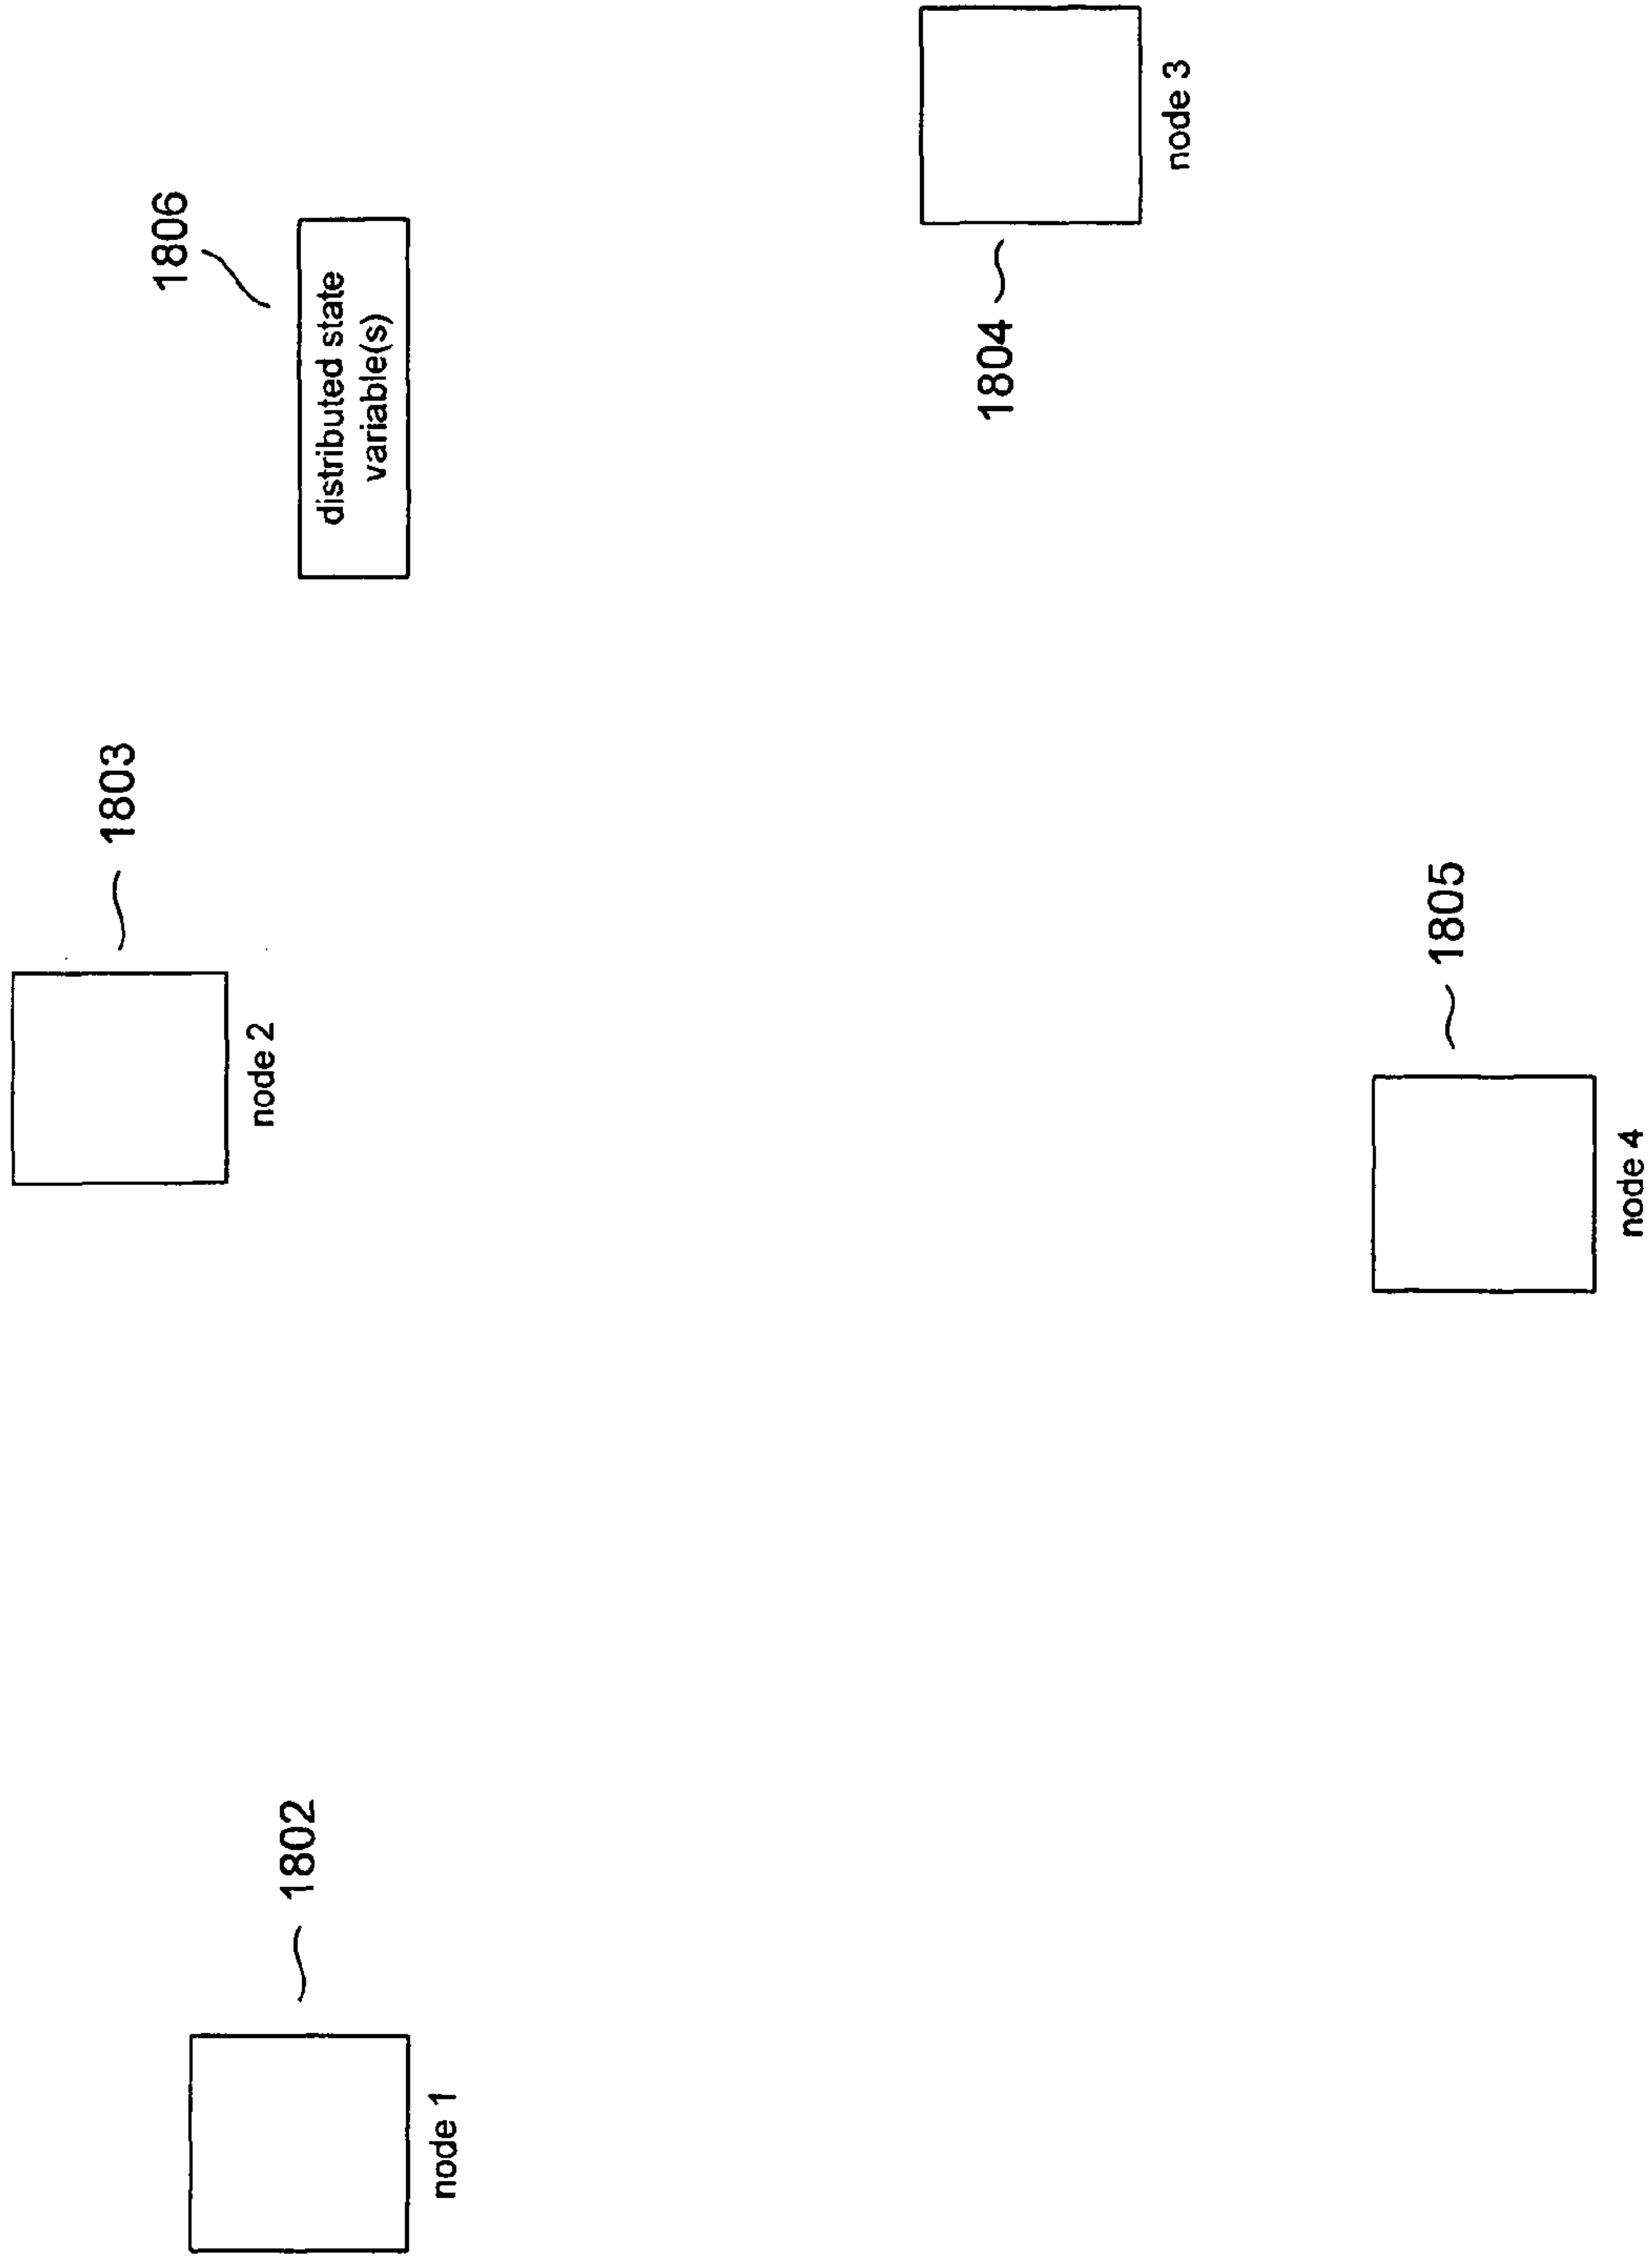 1803
1806
node 2
1802
distributed state
variable(s)
node 1
1804
node 3
1805
node 4